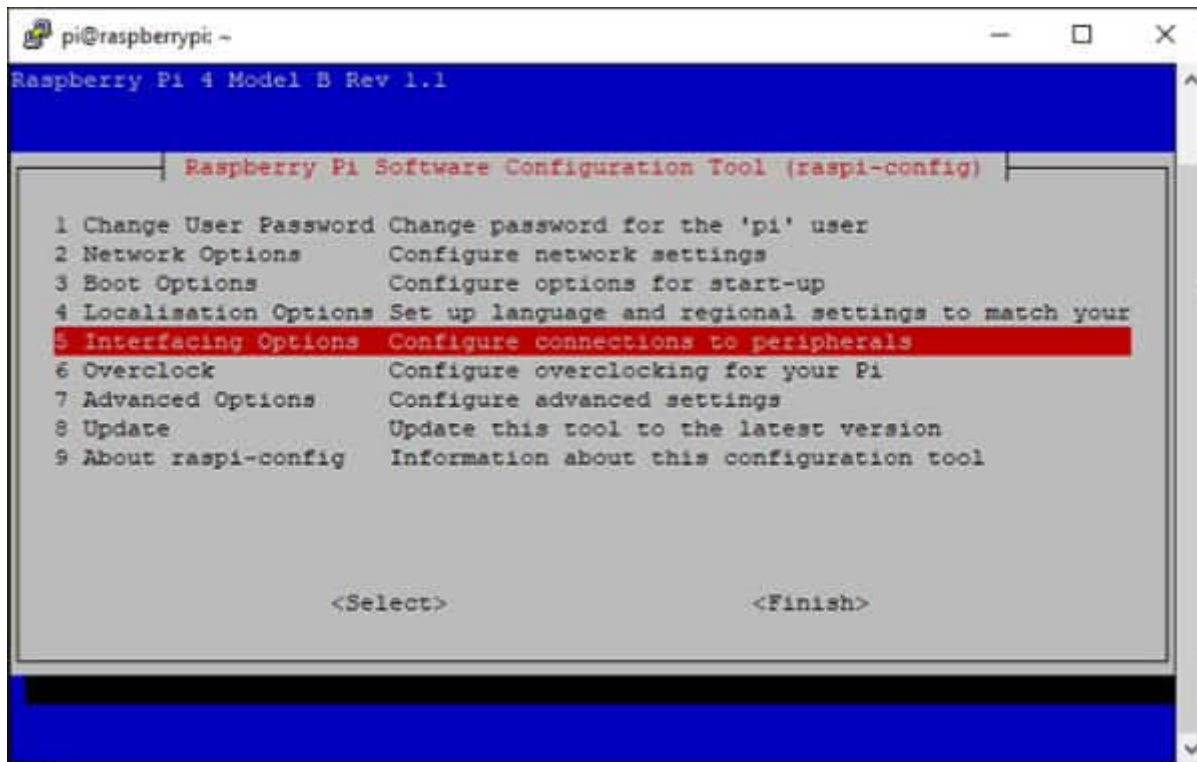 pi@raspberrypi: ~
Raspberry Pi 4 Model B Rev 1.1
Raspberry Pi Software Configuration Tool (raspi-config)
1 Change User Password Change password for the 'pi' user
2 Network Options Configure network settings
3 Boot Options Configure options for start-up
4 Localisation Options Set up language and regional settings to match your
5 Interfacing Options Configure connections to peripherals
6 Overclock Configure overclocking for your Pi
7 Advanced Options Configure advanced settings
8 Update Update this tool to the latest version
9 About raspi-config Information about this configuration tool
<Select> <Finish>